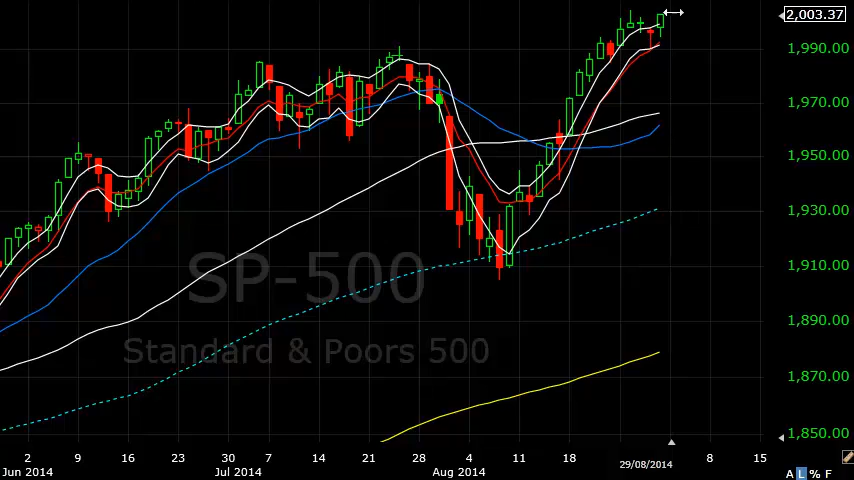 2,003.37
1,990.00
1,970.00
1,950.00
1,930.00
1,910.00
1,890.00
1,870.00
1,850.00
SP-500
Standard & Poors 500
2 9 16 23 30 7 14 21 28 4 11 18 8 15
Jun 2014 Jul 2014 Aug 2014 29/08/2014
A L % F